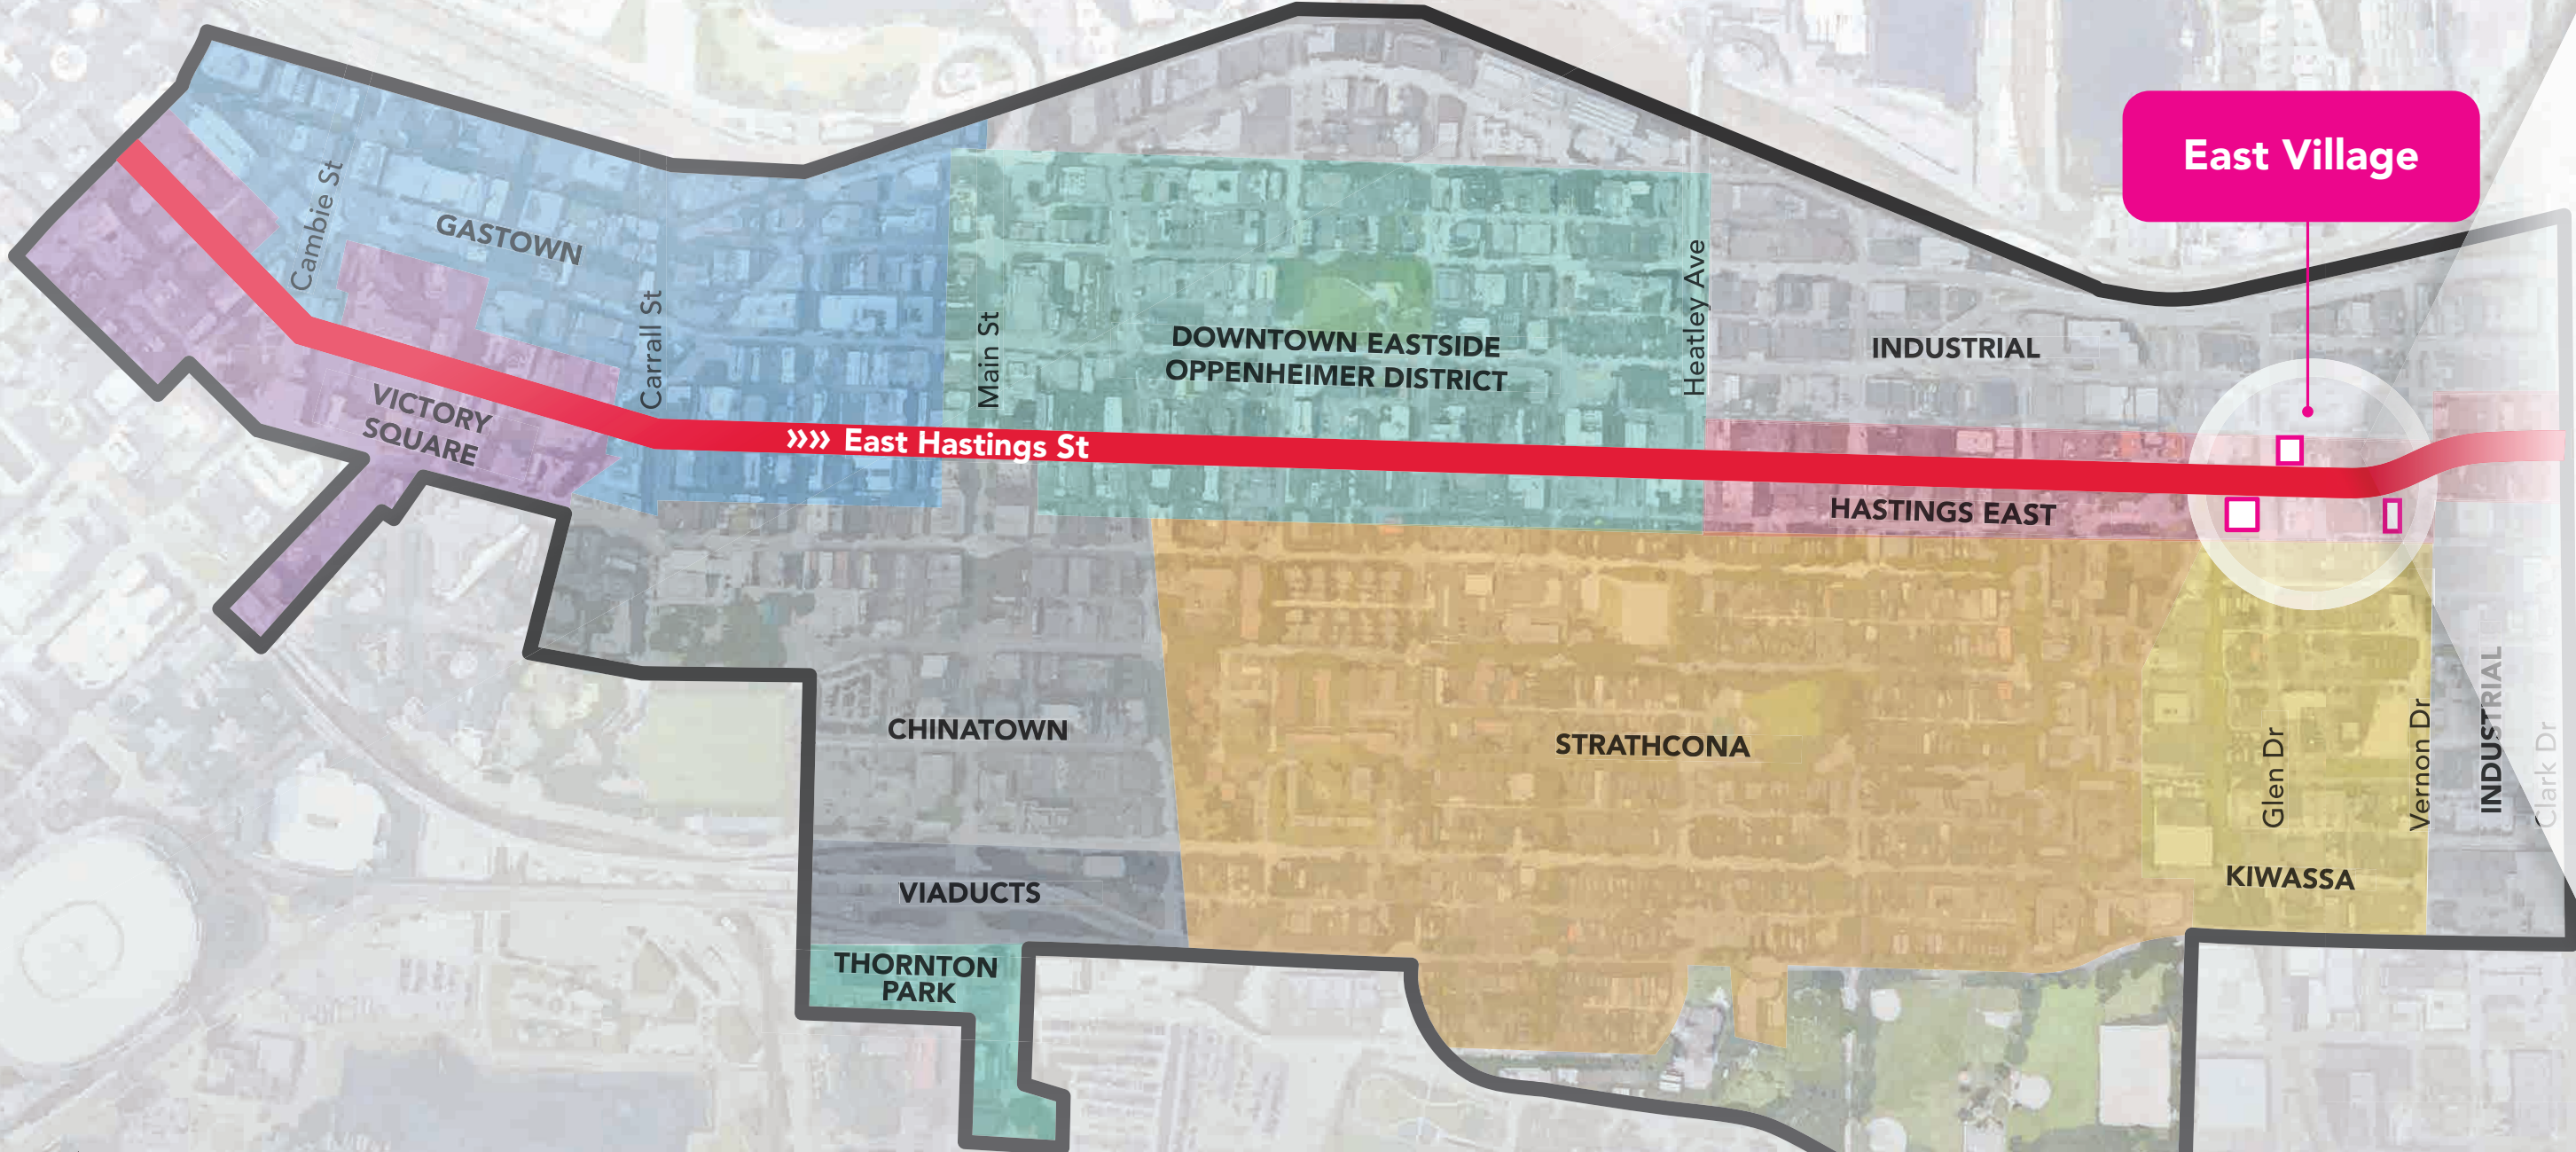 East Village
Cambie St
GASTOWN
Carrall St
Main St
DOWNTOWN EASTSIDE
OPPENHEIMER DISTRICT
Heatley Ave
INDUSTRIAL
VICTORY
SQUARE
»» East Hastings St
HASTINGS EAST
CHINATOWN
STRATHCONA
Glen Dr
Vernon Dr
INDUSTRIAL
Clark Dr
VIADUCTS
KIWASSA
THORNTON
PARK